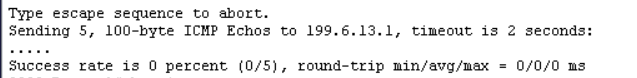 Type escape sequence to abort.
Sending 5, 100-byte ICMP Echos to 199.6.13.1, timeout is 2 seconds:
.....
Success rate is 0 percent (0/5), round-trip min/avg/max = 0/0/0 ms